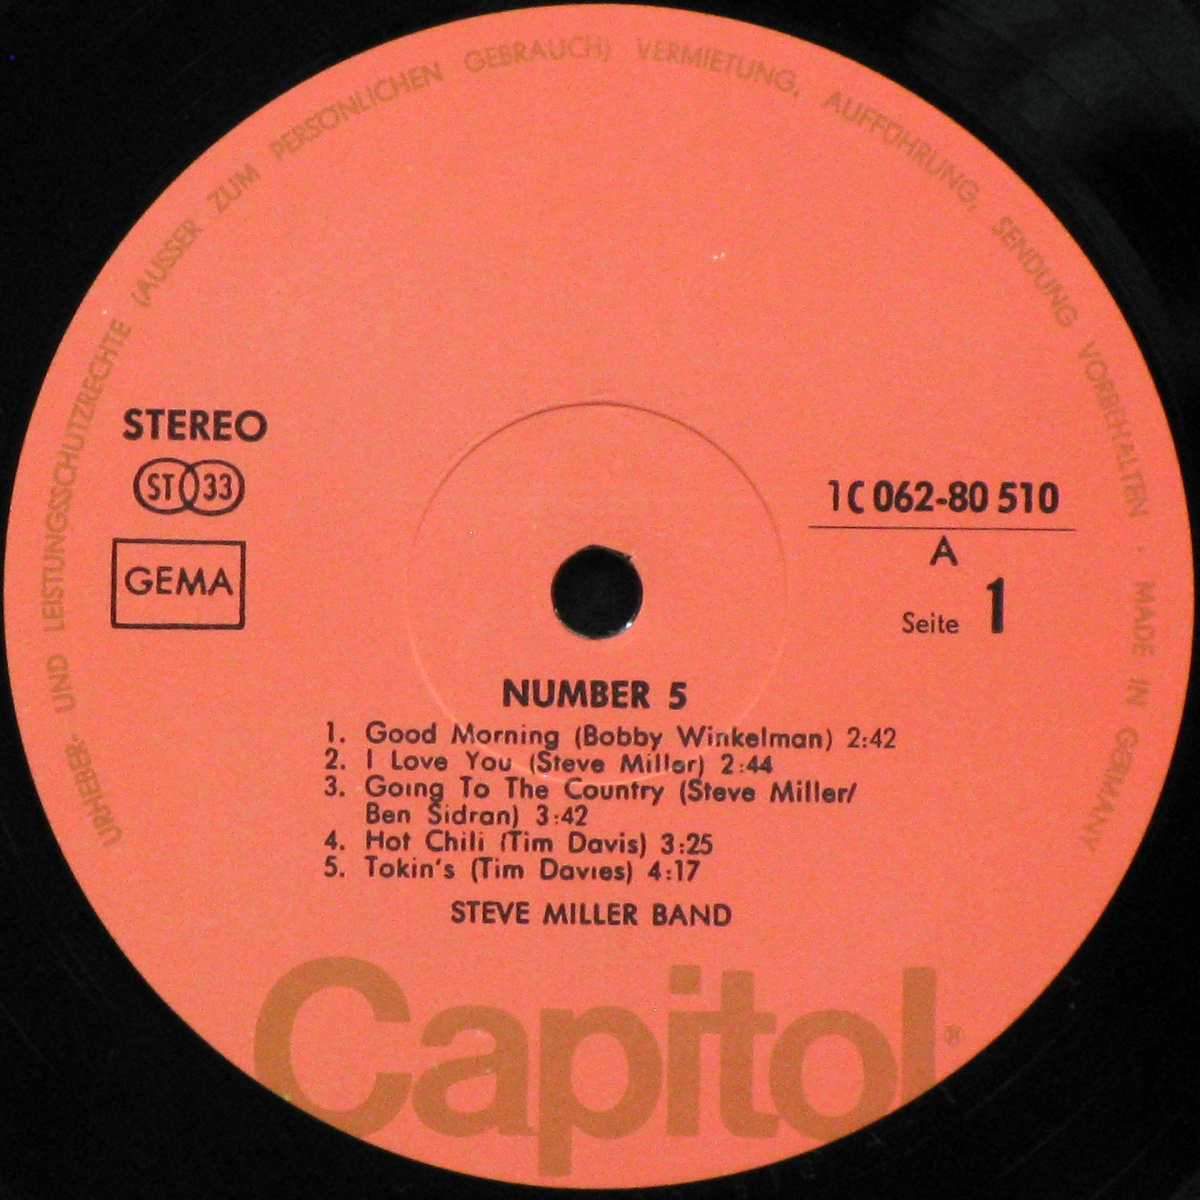 URHEBER- UND LEISTUNGSSCHUTZRECHTE (AUSSER ZUM PERSÖNLICHEN GEBRAUCH) VERMIETUNG, AUFFÜHRUNG, SENDUNG VORBEHALTEN · MADE IN GERMANY
STEREO
ST 33
GEMA
1C 062-80 510
A
Seite 1
NUMBER 5
1. Good Morning (Bobby Winkelman) 2:42
2. I Love You (Steve Miller) 2:44
3. Going To The Country (Steve Miller/
Ben Sidran) 3:42
4. Hot Chili (Tim Davis) 3:25
5. Tokin's (Tim Davies) 4:17
STEVE MILLER BAND
Capitol®